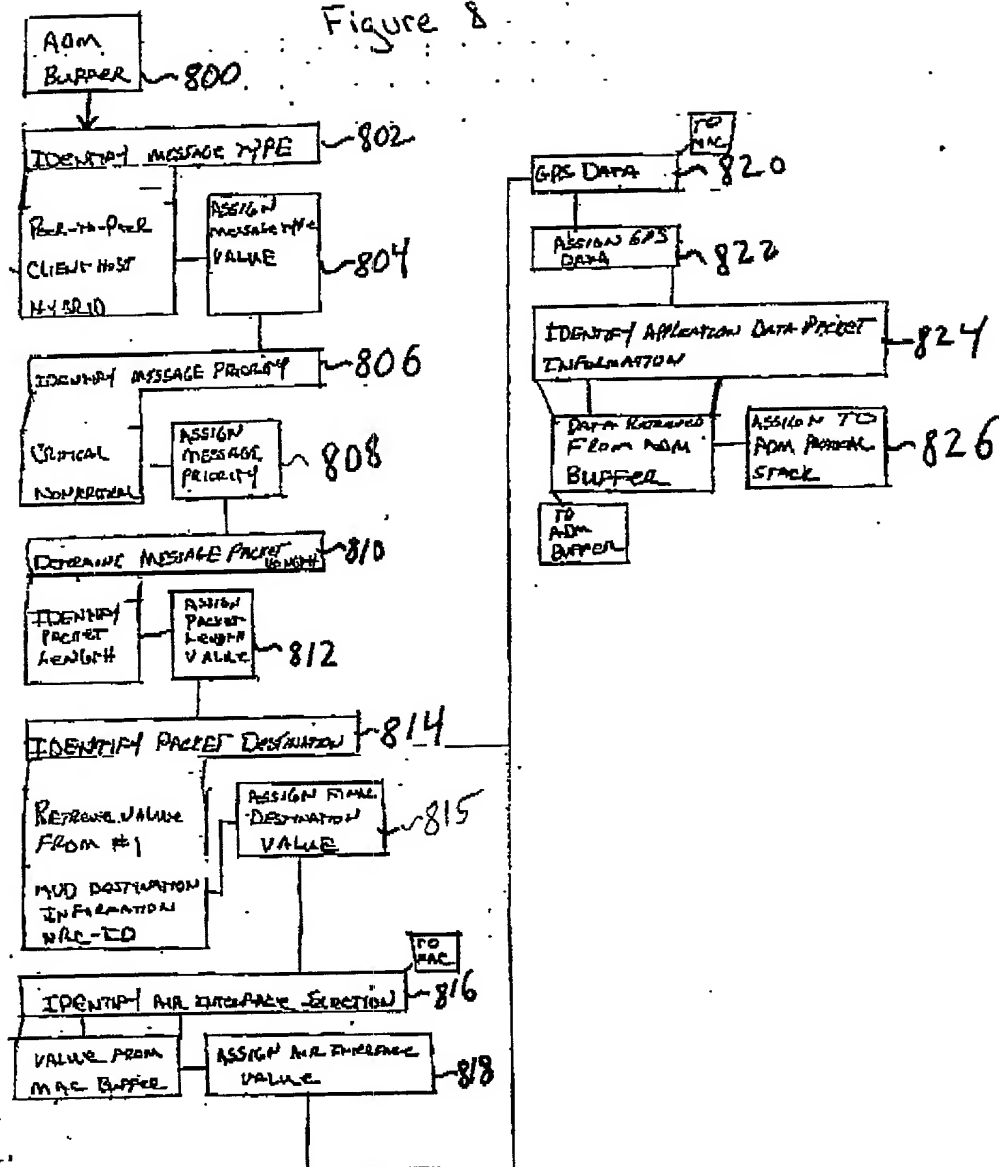 Figure 8
ADM
BUFFER
800
IDENTIFY MESSAGE TYPE
802
PEER-TO-PEER
CLIENT HOST
HYBRID
ASSIGN
MESSAGE TYPE
VALUE
804
IDENTIFY MESSAGE PRIORITY
806
CRITICAL
NONCRITICAL
ASSIGN
MESSAGE
PRIORITY
808
DETERMINE MESSAGE PACKET
LENGTH
810
IDENTIFY
PACKET
LENGTH
ASSIGN
PACKET
LENGTH
VALUE
812
IDENTIFY PACKET DESTINATION
814
RETRIEVE VALUE
FROM #1
DESTINATION
INFORMATION
ASSIGN FINAL
DESTINATION
VALUE
815
TO
IDENTIFY AIR INTERFACE SELECTION
816
VALUE FROM
MAC BUFFER
ASSIGN AIR INTERFACE
VALUE
818
TO
MAC
GPS DATA
820
ASSIGN GPS
DATA
822
IDENTIFY APPLICATION DATA PACKET
INFORMATION
824
DATA RETRIEVED
FROM ADM
BUFFER
ASSIGN TO
ADM PROTOCAL
STACK
826
TO
ADM
BUFFER